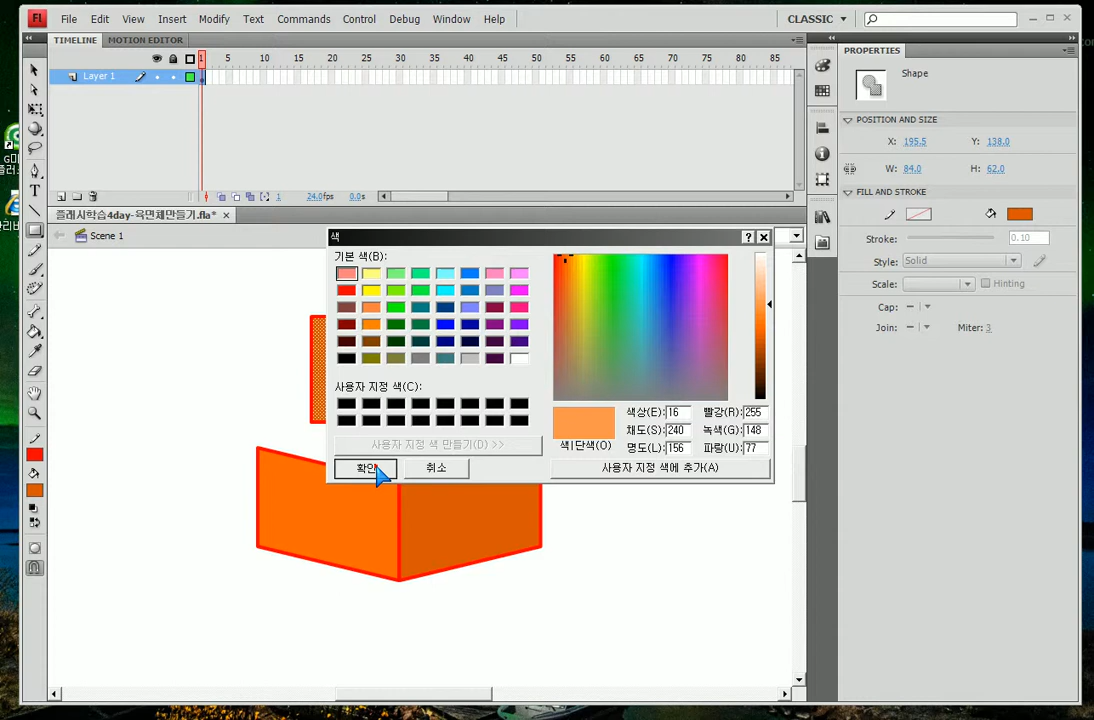 Fl File Edit View Insert Modify Text Commands Control Debug Window Help CLASSIC
TIMELINE MOTION EDITOR
PROPERTIES
1 5 10 15 20 25 30 35 40 45 50 55 60 65 70 75 80 85
Layer 1
Shape
POSITION AND SIZE
X: 195.5 Y: 138.0
W: 84.0 H: 62.0
FILL AND STROKE
Stroke: 0.10
Style: Solid
Scale: Hinting
Cap:
Join: Miter: 3
T
1 24.0fps 0.0s
플래시학습4day-육면체만들기.fla*
Scene 1
색
기본 색(B):
사용자 지정 색(C):
사용자 지정 색 만들기(D) >>
확인 취소
색상(E): 16 빨강(R): 255
채도(S): 240 녹색(G): 148
색|단색(O) 명도(L): 156 파랑(U): 77
사용자 지정 색에 추가(A)